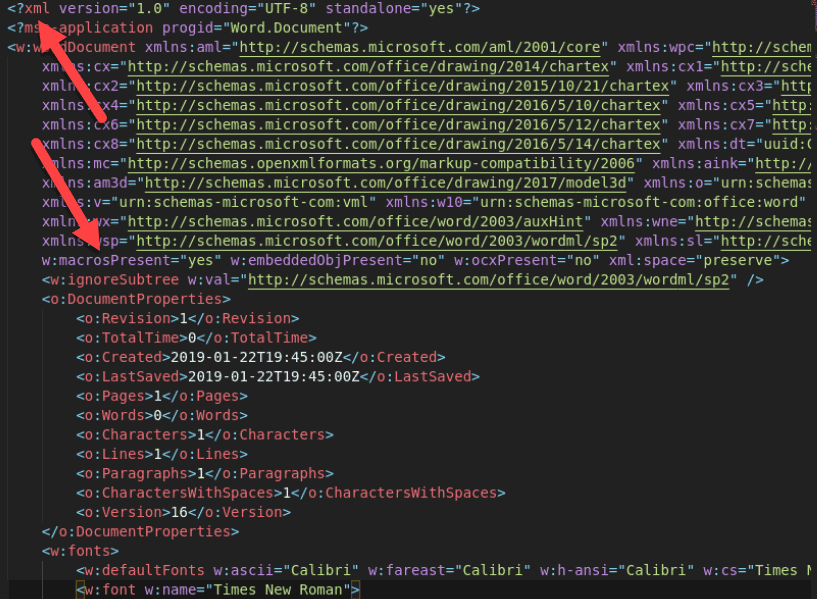 <?xml version="1.0" encoding="UTF-8" standalone="yes"?>
<?mso-application progid="Word.Document"?>
<w:wordDocument xmlns:aml="http://schemas.microsoft.com/aml/2001/core" xmlns:wpc="http://schem
xmlns:cx="http://schemas.microsoft.com/office/drawing/2014/chartex" xmlns:cx1="http://sche
xmlns:cx2="http://schemas.microsoft.com/office/drawing/2015/10/21/chartex" xmlns:cx3="http
xmlns:cx4="http://schemas.microsoft.com/office/drawing/2016/5/10/chartex" xmlns:cx5="http:
xmlns:cx6="http://schemas.microsoft.com/office/drawing/2016/5/12/chartex" xmlns:cx7="http:
xmlns:cx8="http://schemas.microsoft.com/office/drawing/2016/5/14/chartex" xmlns:dt="uuid:C
xmlns:mc="http://schemas.openxmlformats.org/markup-compatibility/2006" xmlns:aink="http://
xmlns:am3d="http://schemas.microsoft.com/office/drawing/2017/model3d" xmlns:o="urn:schemas
xmlns:v="urn:schemas-microsoft-com:vml" xmlns:w10="urn:schemas-microsoft-com:office:word"
xmlns:wx="http://schemas.microsoft.com/office/word/2003/auxHint" xmlns:wne="http://schemas
xmlns:wsp="http://schemas.microsoft.com/office/word/2003/wordml/sp2" xmlns:sl="http://sche
w:macrosPresent="yes" w:embeddedObjPresent="no" w:ocxPresent="no" xml:space="preserve">
<w:ignoreSubtree w:val="http://schemas.microsoft.com/office/word/2003/wordml/sp2" />
<o:DocumentProperties>
<o:Revision>1</o:Revision>
<o:TotalTime>0</o:TotalTime>
<o:Created>2019-01-22T19:45:00Z</o:Created>
<o:LastSaved>2019-01-22T19:45:00Z</o:LastSaved>
<o:Pages>1</o:Pages>
<o:Words>0</o:Words>
<o:Characters>1</o:Characters>
<o:Lines>1</o:Lines>
<o:Paragraphs>1</o:Paragraphs>
<o:CharactersWithSpaces>1</o:CharactersWithSpaces>
<o:Version>16</o:Version>
</o:DocumentProperties>
<w:fonts>
<w:defaultFonts w:ascii="Calibri" w:fareast="Calibri" w:h-ansi="Calibri" w:cs="Times N
<w:font w:name="Times New Roman">